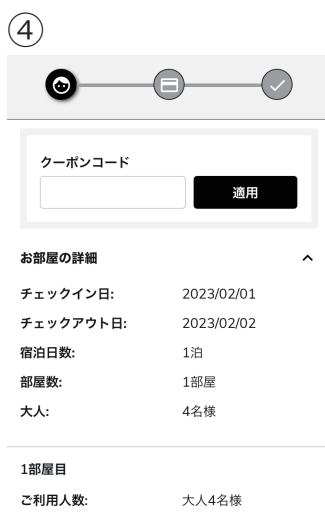 ④
クーポンコード
適用
お部屋の詳細
チェックイン日: 2023/02/01
チェックアウト日: 2023/02/02
宿泊日数: 1泊
部屋数: 1部屋
大人: 4名様
1部屋目
ご利用人数: 大人4名様